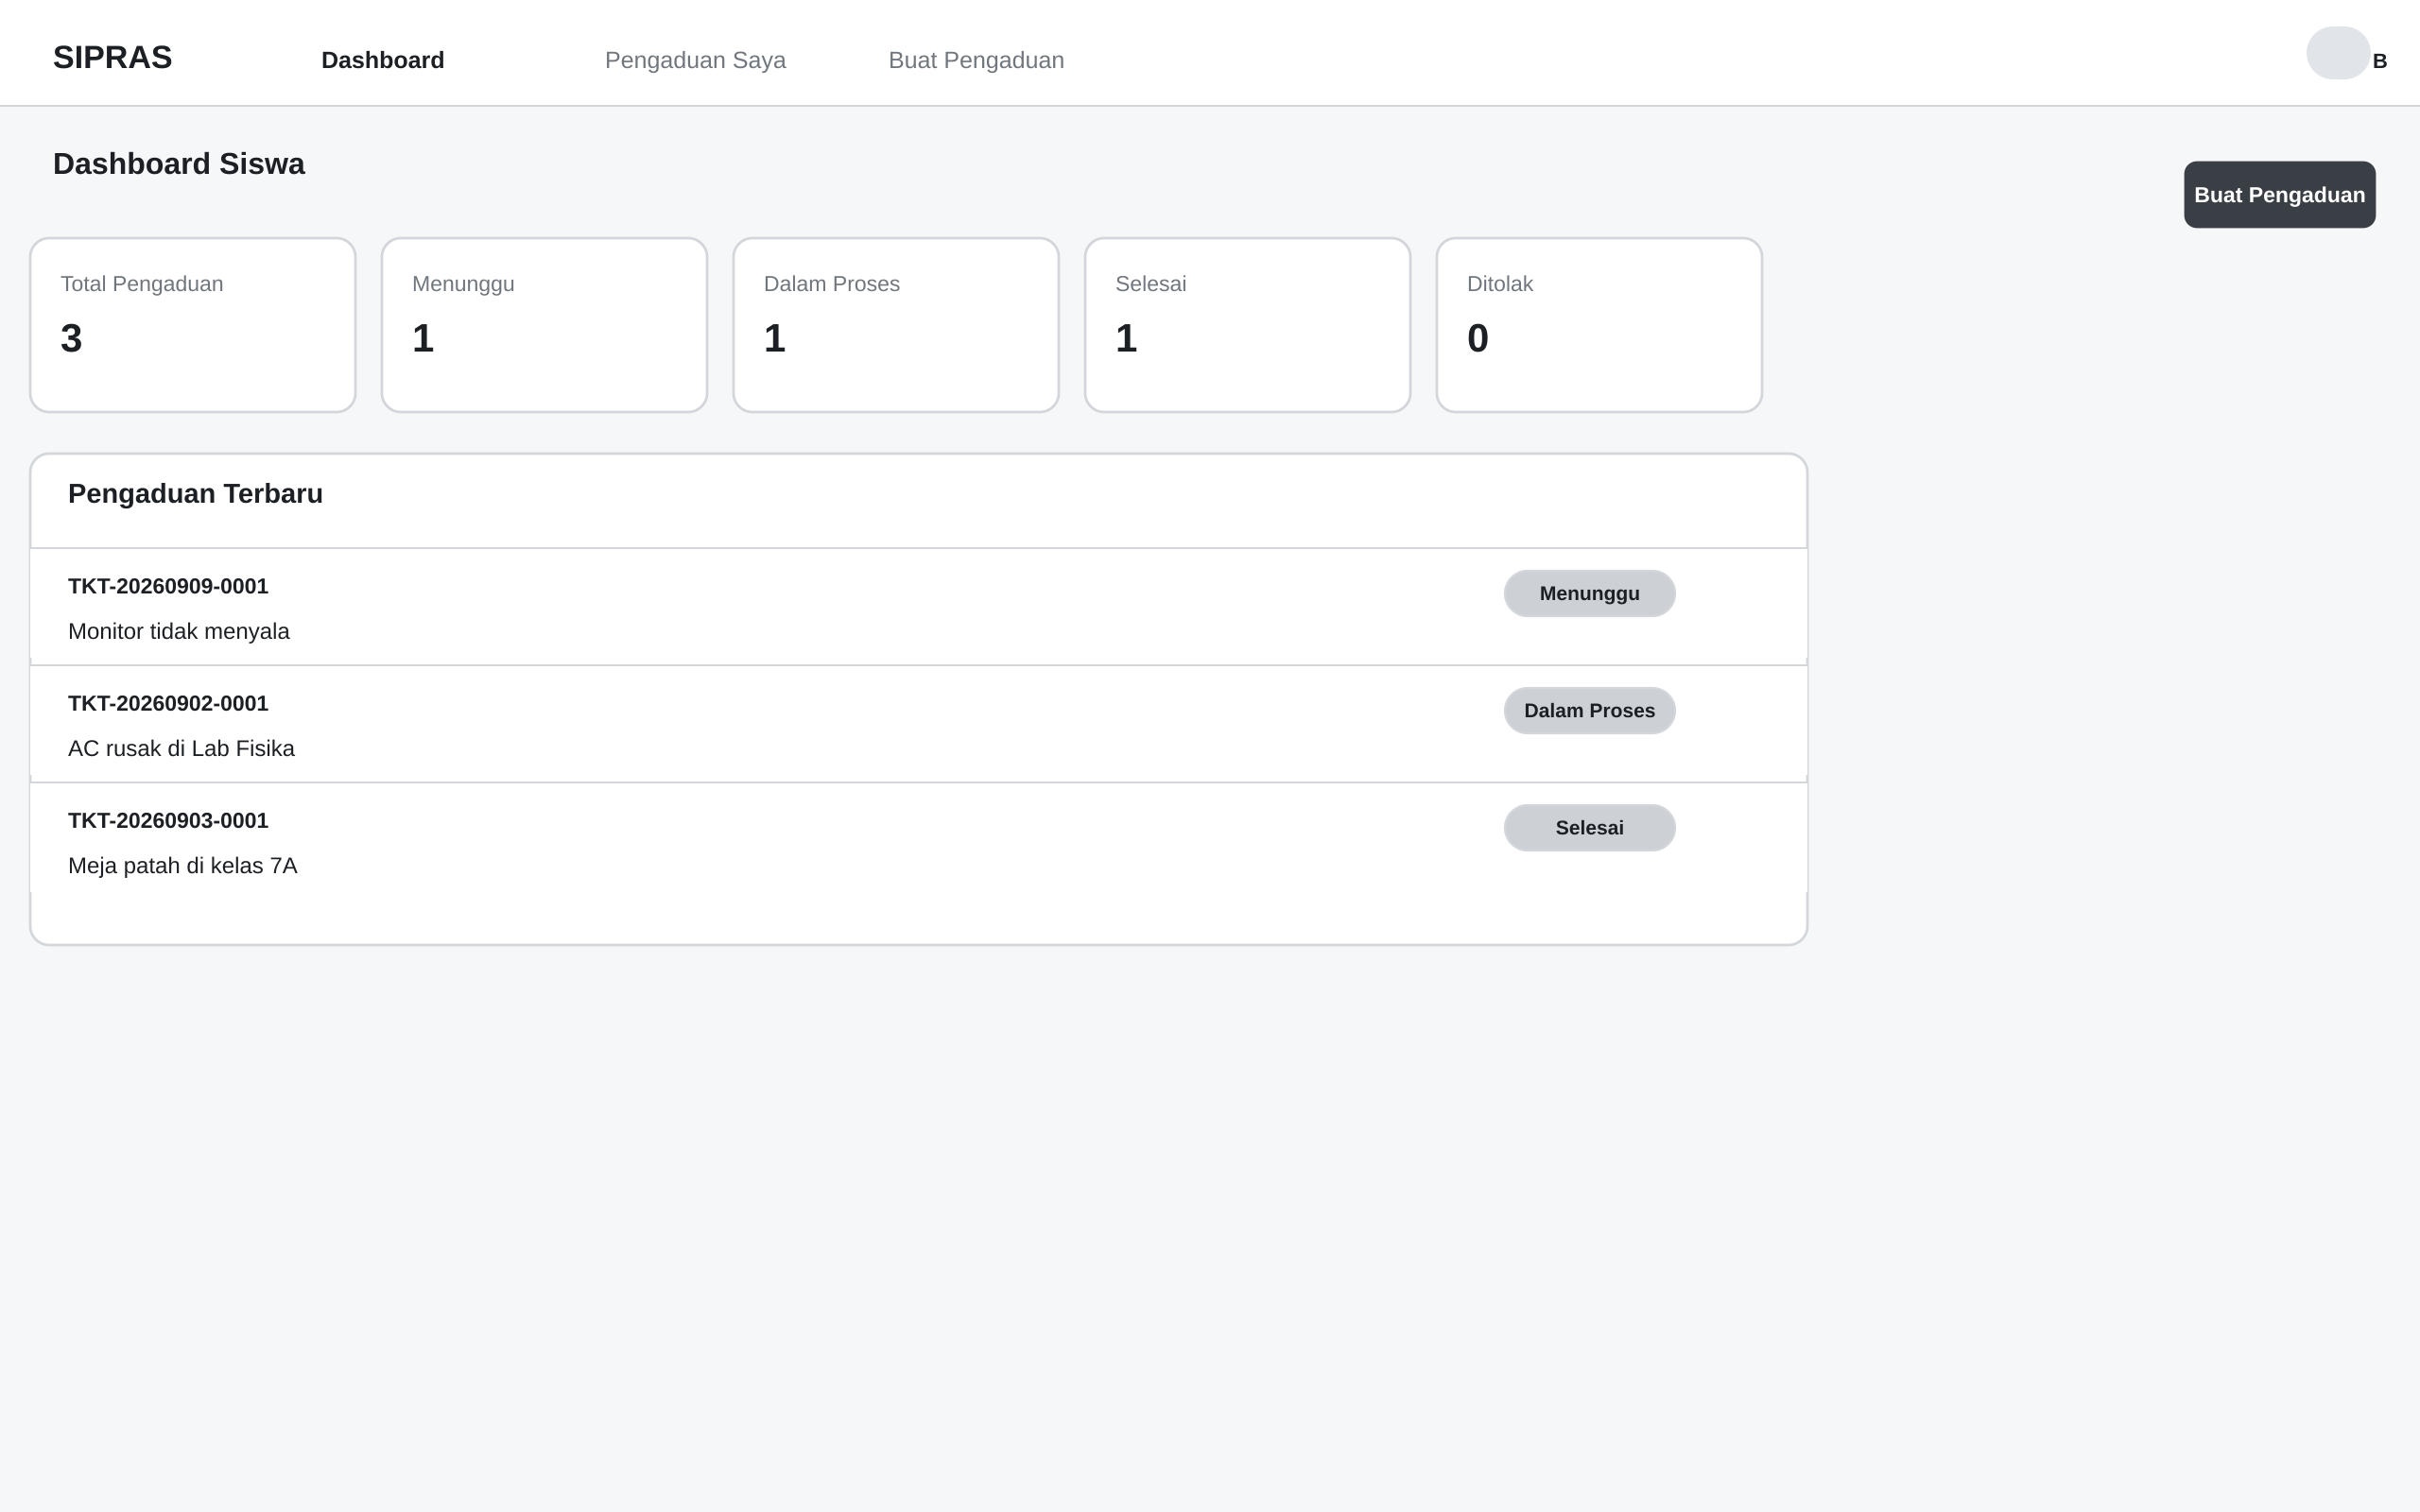 SIPRAS Dashboard Pengaduan Saya Buat Pengaduan B
Dashboard Siswa
Buat Pengaduan
Total Pengaduan
3
Menunggu
1
Dalam Proses
1
Selesai
1
Ditolak
0
Pengaduan Terbaru
TKT-20260909-0001
Menunggu
Monitor tidak menyala
TKT-20260902-0001
Dalam Proses
AC rusak di Lab Fisika
TKT-20260903-0001
Selesai
Meja patah di kelas 7A